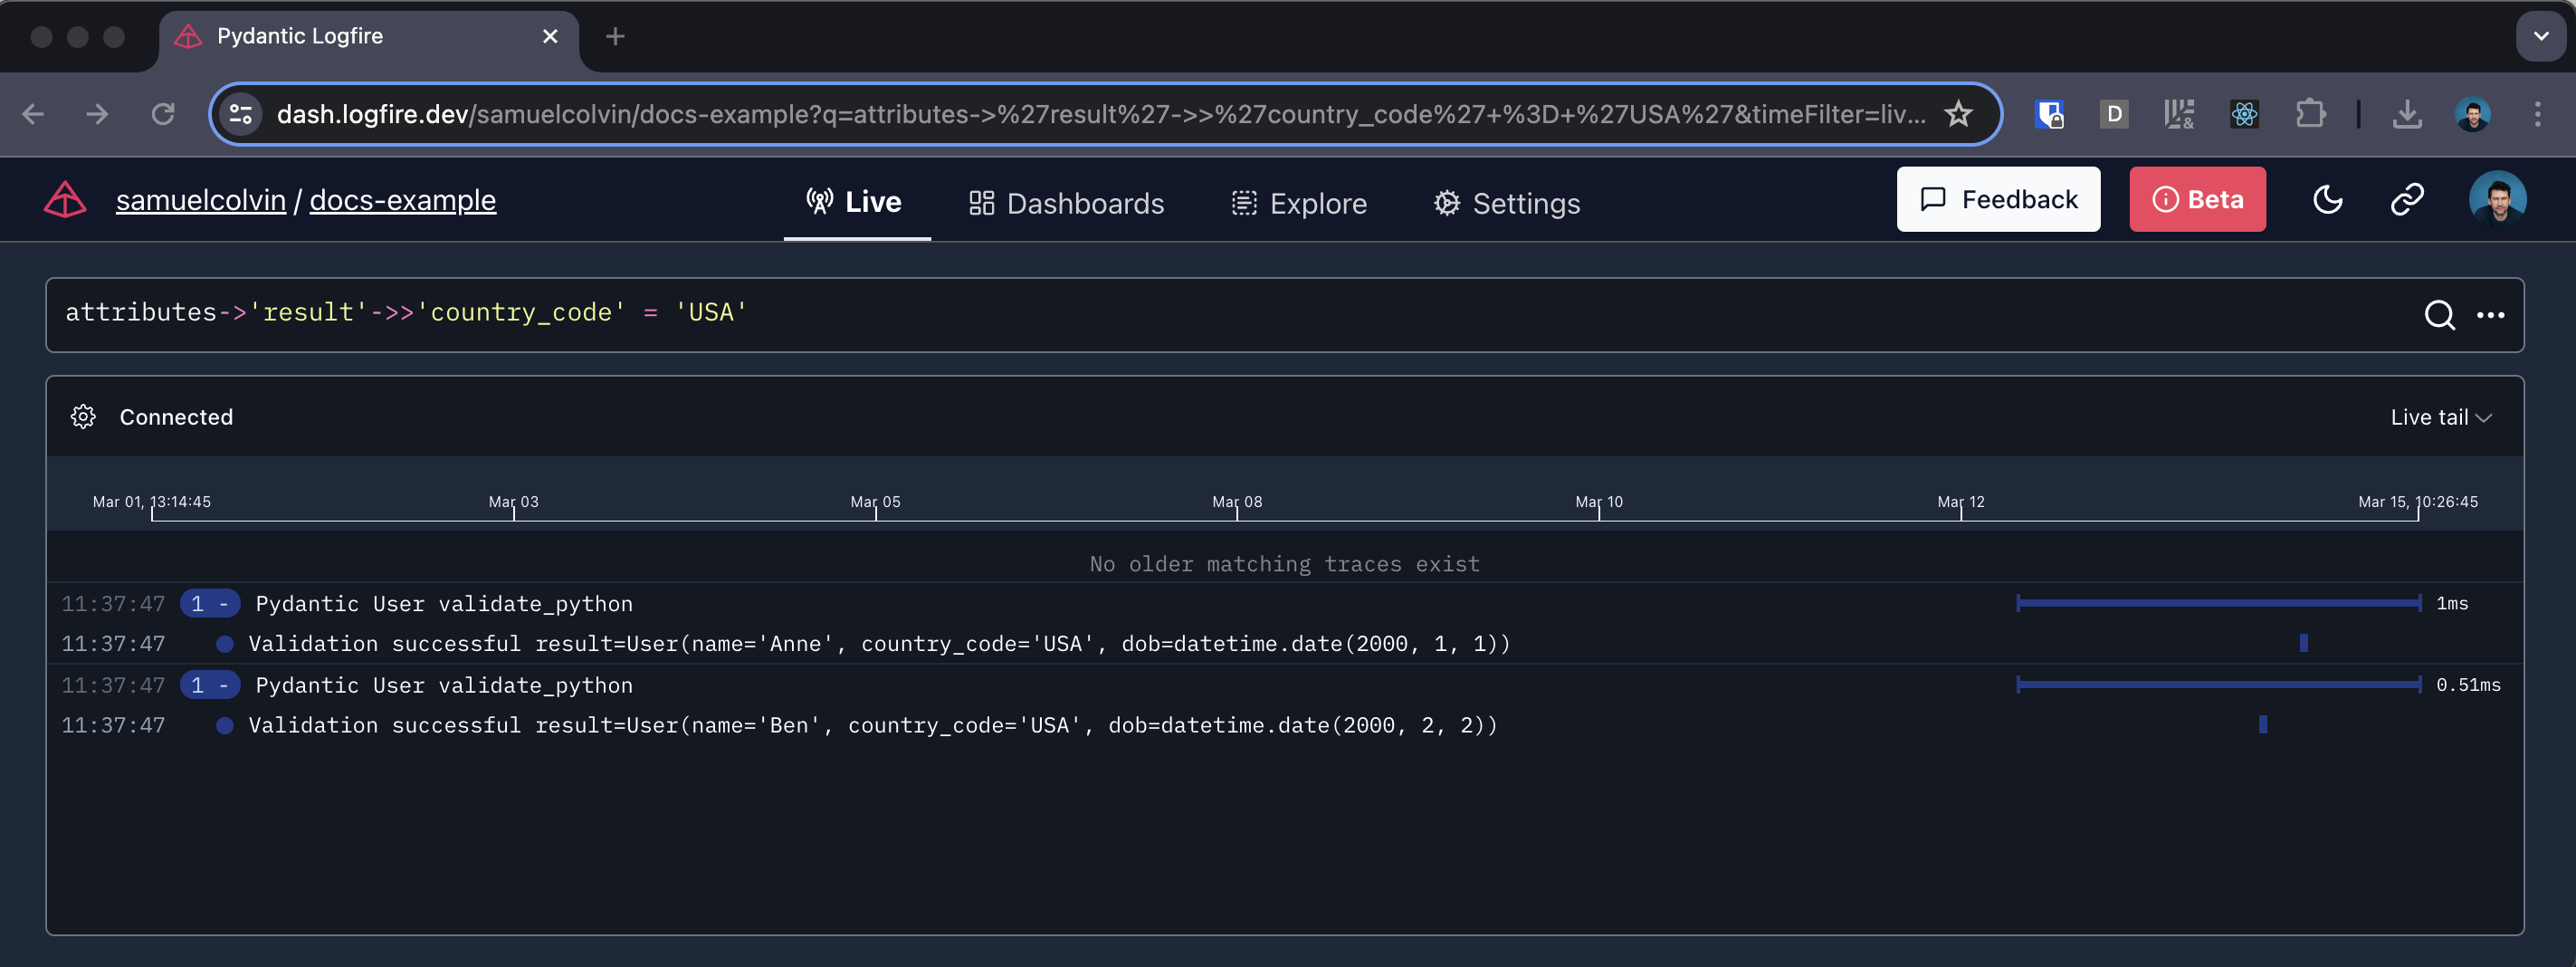 Pydantic Logfire
dash.logfire.dev/samuelcolvin/docs-example?q=attributes->%27result%27->>%27country_code%27+%3D+%27USA%27&timeFilter=liv...
D
samuelcolvin / docs-example
Live
Dashboards
Explore
Settings
Feedback
Beta
attributes->'result'->>'country_code' = 'USA'
Connected
Live tail
Mar 01, 13:14:45
Mar 03
Mar 05
Mar 08
Mar 10
Mar 12
Mar 15, 10:26:45
No older matching traces exist
11:37:47 1 - Pydantic User validate_python 1ms
11:37:47 Validation successful result=User(name='Anne', country_code='USA', dob=datetime.date(2000, 1, 1))
11:37:47 1 - Pydantic User validate_python 0.51ms
11:37:47 Validation successful result=User(name='Ben', country_code='USA', dob=datetime.date(2000, 2, 2))